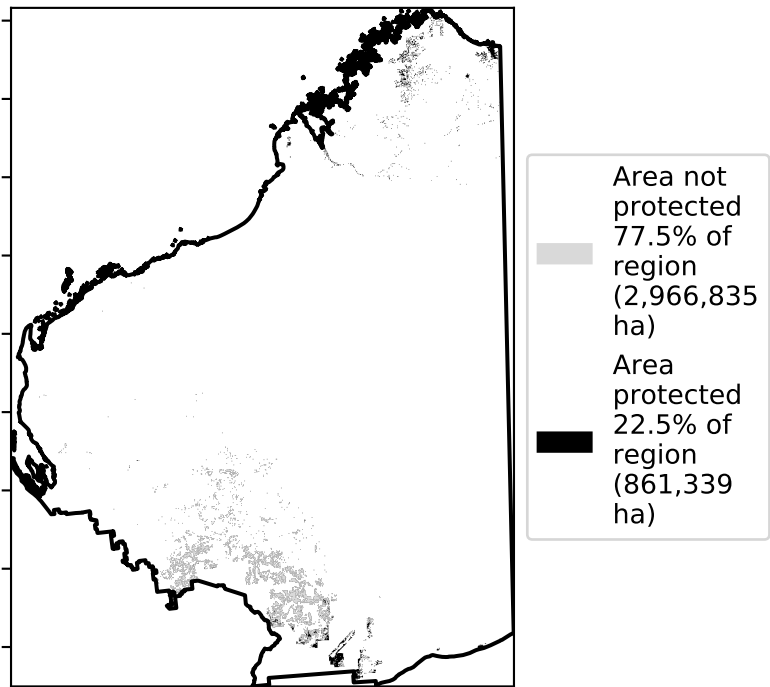 Area not
protected
77.5% of
region
(2,966,835
ha)
Area
protected
22.5% of
region
(861,339
ha)